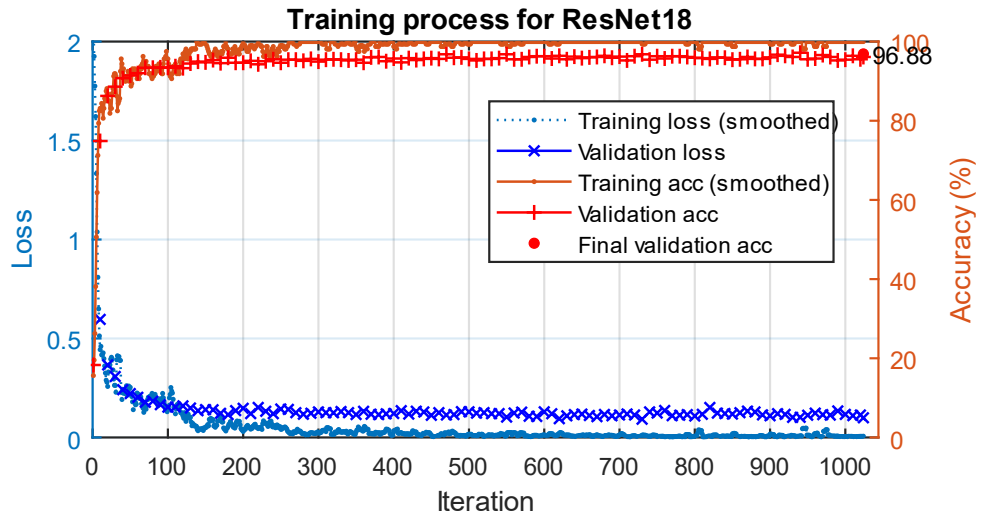 Training process for ResNet18
2
1.5
1
0.5
0
Loss
100
80
60
40
20
0
Accuracy (%)
96.88
Training loss (smoothed)
Validation loss
Training acc (smoothed)
Validation acc
Final validation acc
0 100 200 300 400 500 600 700 800 900 1000
Iteration